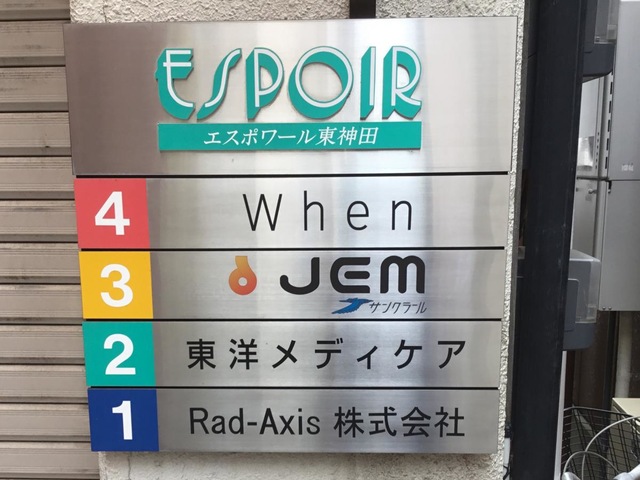 ESPOIR
エスポワール東神田
4 When
3 JEM
サンクラール
2 東洋メディケア
1 Rad-Axis 株式会社